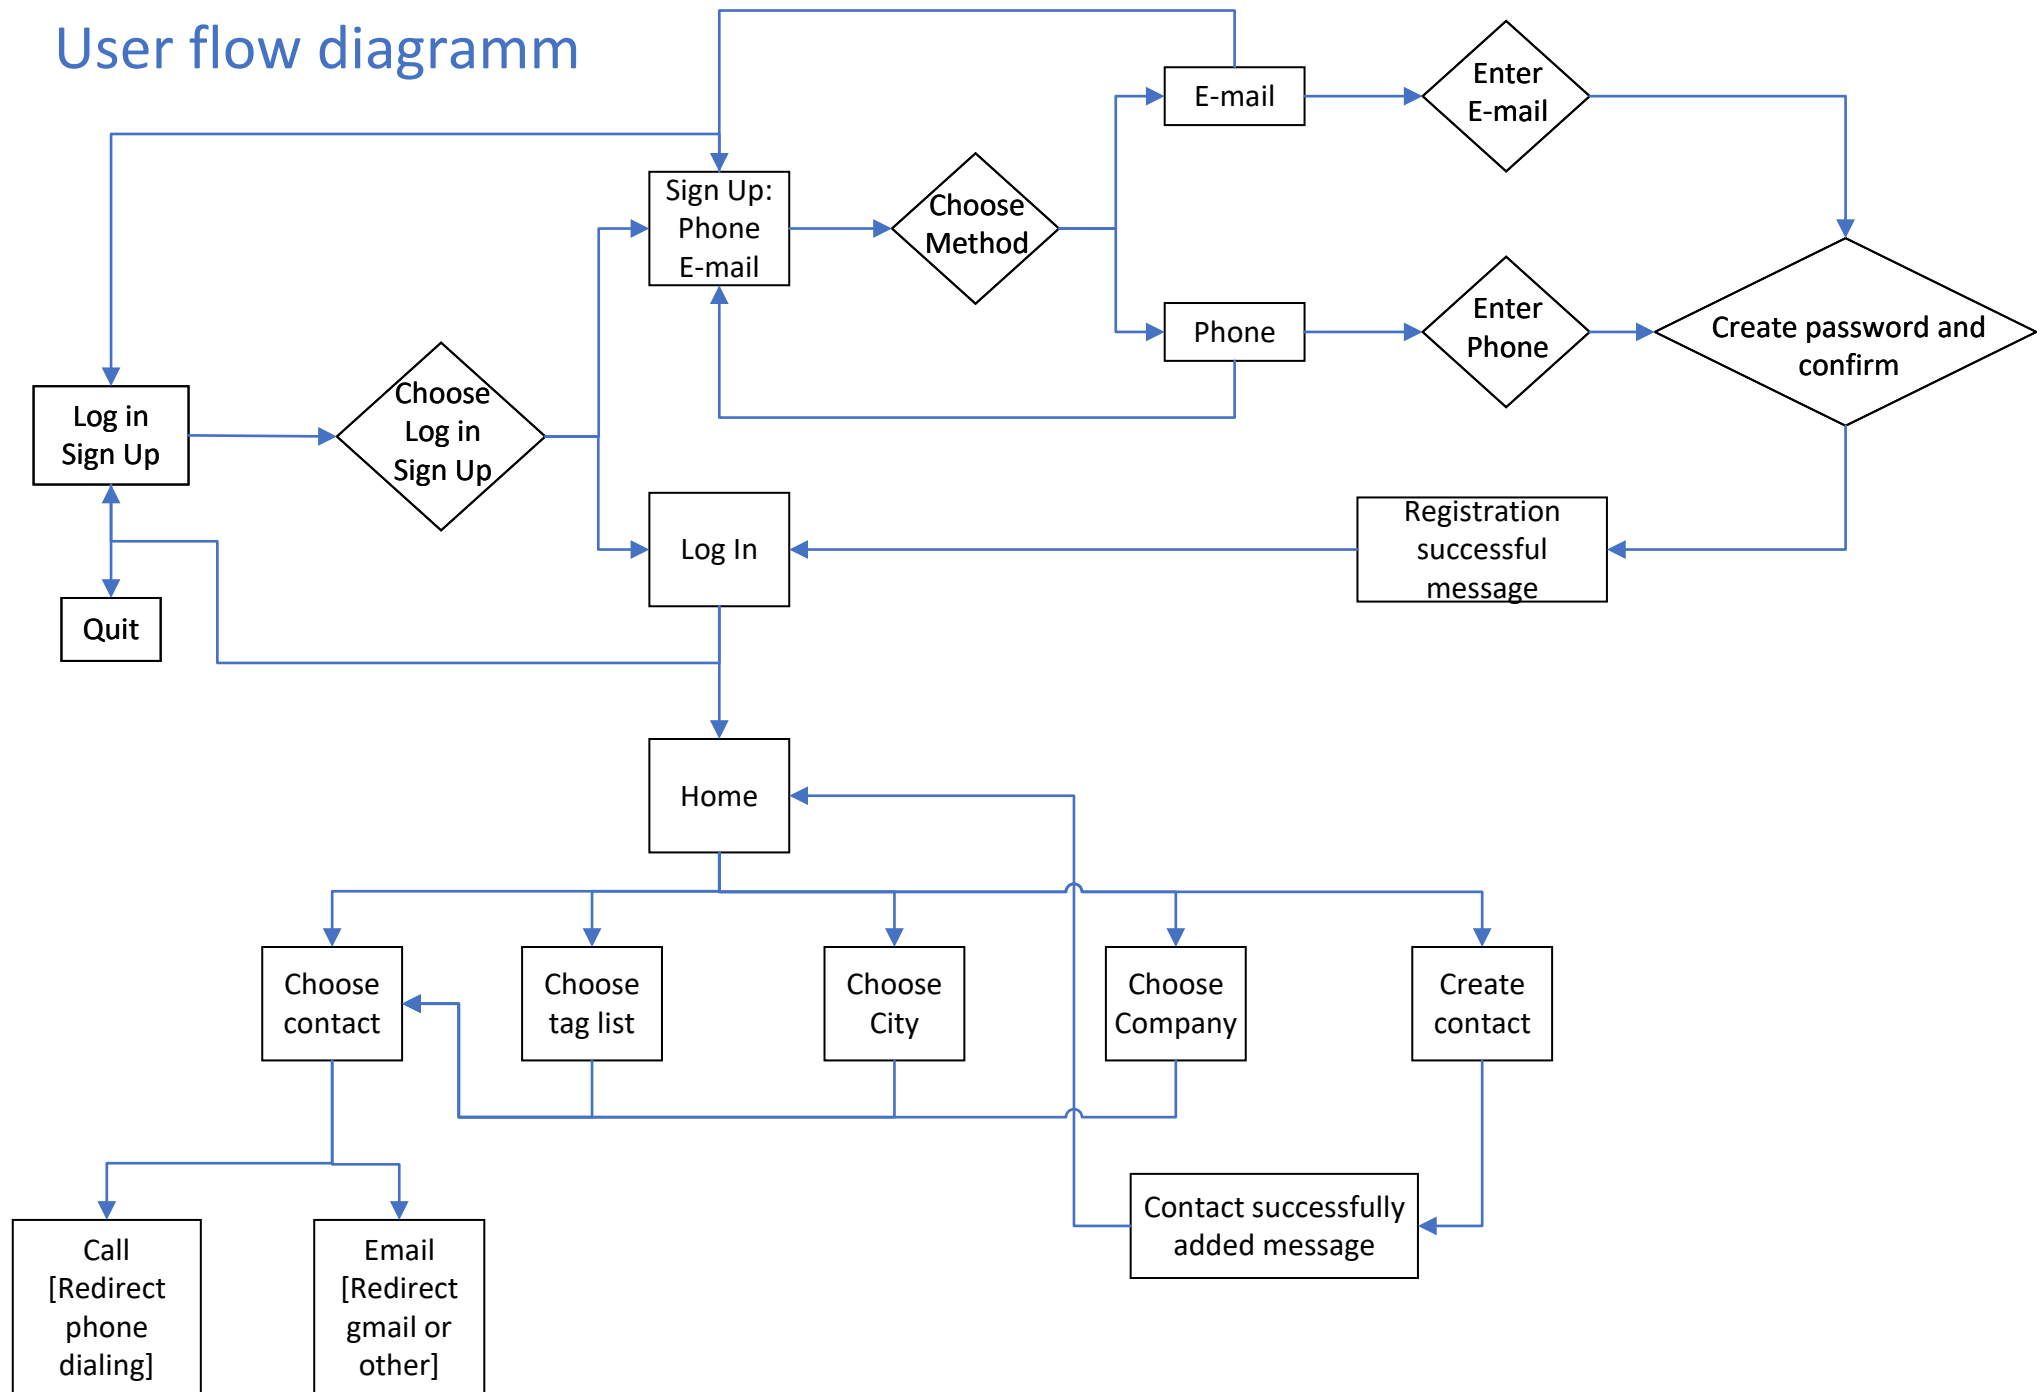 User flow diagramm
E-mail
Enter
E-mail
Sign Up:
Phone
E-mail
Choose
Method
Phone
Enter
Phone
Create password and
confirm
Log in
Sign Up
Choose
Log in
Sign Up
Log In
Registration
successful
message
Quit
Home
Choose
contact
Choose
tag list
Choose
City
Choose
Company
Create
contact
Contact successfully
added message
Call
[Redirect
phone
dialing]
Email
[Redirect
gmail or
other]